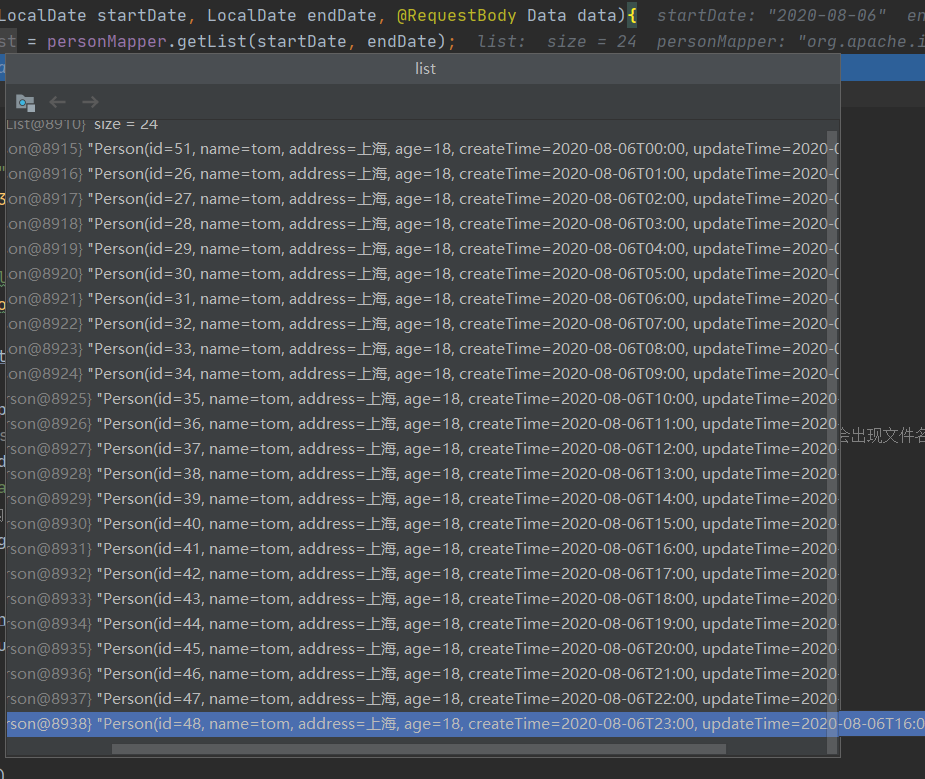 LocalDate startDate, LocalDate endDate, @RequestBody Data data){ startDate: "2020-08-06" en
st = personMapper.getList(startDate, endDate); list: size = 24 personMapper: "org.apache.i
list
List@8910} size = 24
on@8915} "Person(id=51, name=tom, address=上海, age=18, createTime=2020-08-06T00:00, updateTime=2020-0
on@8916} "Person(id=26, name=tom, address=上海, age=18, createTime=2020-08-06T01:00, updateTime=2020-0
on@8917} "Person(id=27, name=tom, address=上海, age=18, createTime=2020-08-06T02:00, updateTime=2020-0
on@8918} "Person(id=28, name=tom, address=上海, age=18, createTime=2020-08-06T03:00, updateTime=2020-0
on@8919} "Person(id=29, name=tom, address=上海, age=18, createTime=2020-08-06T04:00, updateTime=2020-0
on@8920} "Person(id=30, name=tom, address=上海, age=18, createTime=2020-08-06T05:00, updateTime=2020-0
on@8921} "Person(id=31, name=tom, address=上海, age=18, createTime=2020-08-06T06:00, updateTime=2020-0
on@8922} "Person(id=32, name=tom, address=上海, age=18, createTime=2020-08-06T07:00, updateTime=2020-0
on@8923} "Person(id=33, name=tom, address=上海, age=18, createTime=2020-08-06T08:00, updateTime=2020-0
on@8924} "Person(id=34, name=tom, address=上海, age=18, createTime=2020-08-06T09:00, updateTime=2020-0
rson@8925} "Person(id=35, name=tom, address=上海, age=18, createTime=2020-08-06T10:00, updateTime=2020-
rson@8926} "Person(id=36, name=tom, address=上海, age=18, createTime=2020-08-06T11:00, updateTime=2020-
会出现文件名
rson@8927} "Person(id=37, name=tom, address=上海, age=18, createTime=2020-08-06T12:00, updateTime=2020-
rson@8928} "Person(id=38, name=tom, address=上海, age=18, createTime=2020-08-06T13:00, updateTime=2020-
rson@8929} "Person(id=39, name=tom, address=上海, age=18, createTime=2020-08-06T14:00, updateTime=2020-
rson@8930} "Person(id=40, name=tom, address=上海, age=18, createTime=2020-08-06T15:00, updateTime=2020-
rson@8931} "Person(id=41, name=tom, address=上海, age=18, createTime=2020-08-06T16:00, updateTime=2020-
rson@8932} "Person(id=42, name=tom, address=上海, age=18, createTime=2020-08-06T17:00, updateTime=2020-
rson@8933} "Person(id=43, name=tom, address=上海, age=18, createTime=2020-08-06T18:00, updateTime=2020-
rson@8934} "Person(id=44, name=tom, address=上海, age=18, createTime=2020-08-06T19:00, updateTime=2020-
rson@8935} "Person(id=45, name=tom, address=上海, age=18, createTime=2020-08-06T20:00, updateTime=2020-
rson@8936} "Person(id=46, name=tom, address=上海, age=18, createTime=2020-08-06T21:00, updateTime=2020-
rson@8937} "Person(id=47, name=tom, address=上海, age=18, createTime=2020-08-06T22:00, updateTime=2020-
rson@8938} "Person(id=48, name=tom, address=上海, age=18, createTime=2020-08-06T23:00, updateTime=2020-08-06T16:0